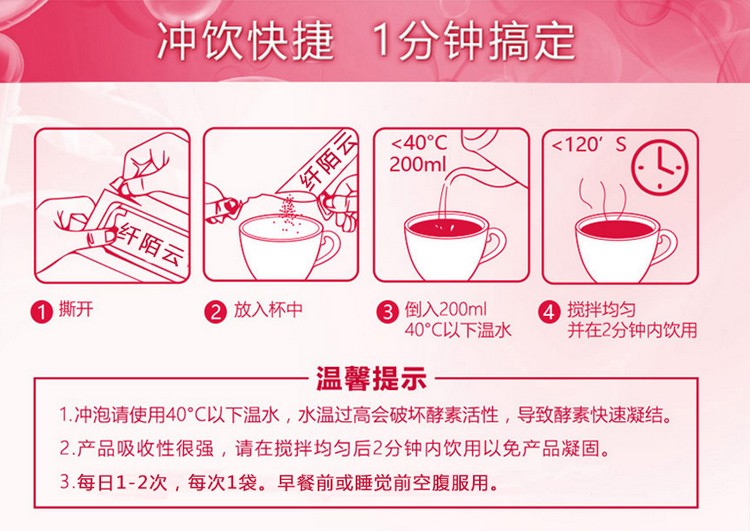 冲饮快捷 1分钟搞定
纤陌云
纤陌云
<40°C
200ml
<120′S
1 撕开
2 放入杯中
3 倒入200ml
40°C以下温水
4 搅拌均匀
并在2分钟内饮用
温馨提示
1.冲泡请使用40°C以下温水，水温过高会破坏酵素活性，导致酵素快速凝结。
2.产品吸收性很强，请在搅拌均匀后2分钟内饮用以免产品凝固。
3.每日1-2次，每次1袋。早餐前或睡觉前空腹服用。